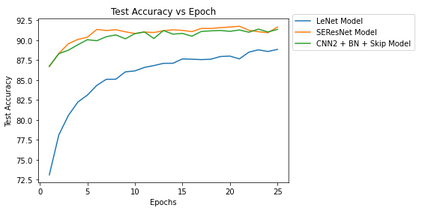 Test Accuracy vs Epoch
LeNet Model
SEResNet Model
CNN2 + BN + Skip Model
Test Accuracy
92.5
90.0
87.5
85.0
82.5
80.0
77.5
75.0
72.5
0
5
10
15
20
25
Epochs